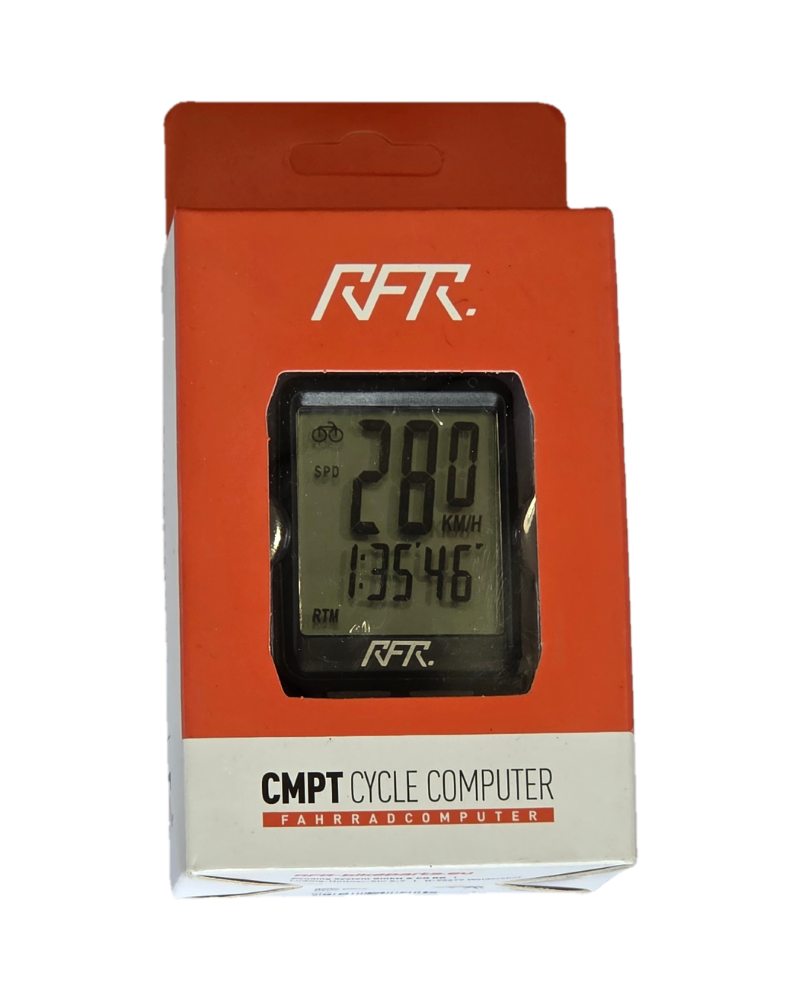 RFR.
SPD
280
KM/H
1:35'46"
RTM
RFR.
CMPT CYCLE COMPUTER
FAHRRADCOMPUTER